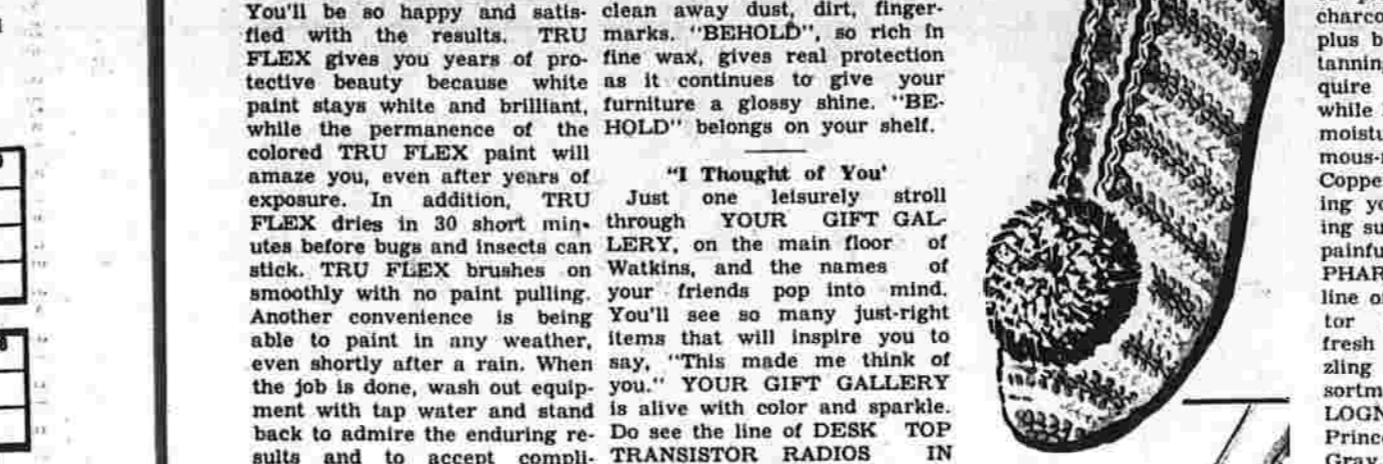 You'll be so happy and satis-
fied with the results. TRU
FLEX gives you years of pro-
tective beauty because white
paint stays white and brilliant,
while the permanence of the
colored TRU FLEX paint will
amaze you, even after years of
exposure. In addition, TRU
FLEX dries in 30 short min-
utes before bugs and insects can
stick. TRU FLEX brushes on
smoothly with no paint pulling.
Another convenience is being
able to paint in any weather,
even shortly after a rain. When
the job is done, wash out equip-
ment with tap water and stand
back to admire the enduring re-
sults and to accept compli-
clean away dust, dirt, finger-
marks. "BEHOLD", so rich in
fine wax, gives real protection
as it continues to give your
furniture a glossy shine. "BE-
HOLD" belongs on your shelf.
"I Thought of You'
Just one leisurely stroll
through YOUR GIFT GAL-
LERY, on the main floor of
Watkins, and the names of
your friends pop into mind.
You'll see so many just-right
items that will inspire you to
say, "This made me think of
you." YOUR GIFT GALLERY
is alive with color and sparkle.
Do see the line of DESK TOP
TRANSISTOR RADIOS IN
charco
plus b
tanning
quire
while
moistu
mous-
Coppe
ing yo
ing su
painfu
PHAR
line o
tor
fresh
zling
sortm
LOGN
Prince
Gray